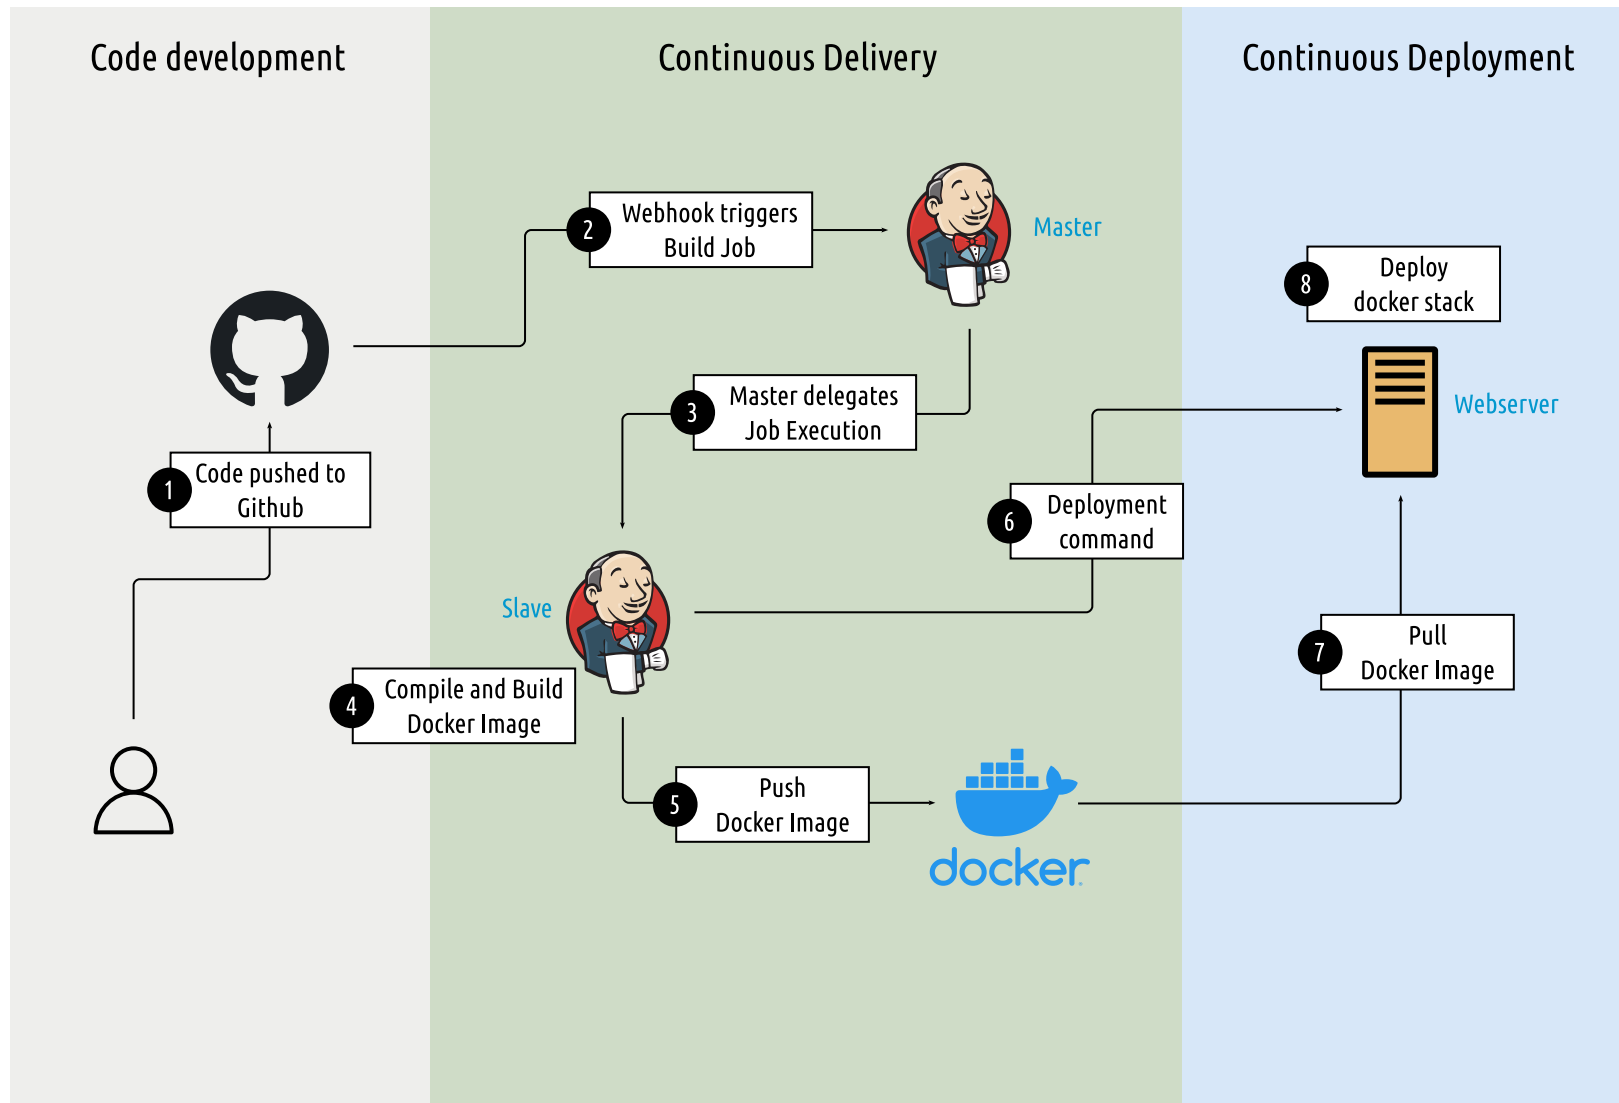 Code development
Continuous Delivery
Continuous Deployment
1
Code pushed to
Github
2
Webhook triggers
Build Job
Master
3
Master delegates
Job Execution
Slave
4
Compile and Build
Docker Image
5
Push
Docker Image
docker
6
Deployment
command
7
Pull
Docker Image
8
Deploy
docker stack
Webserver